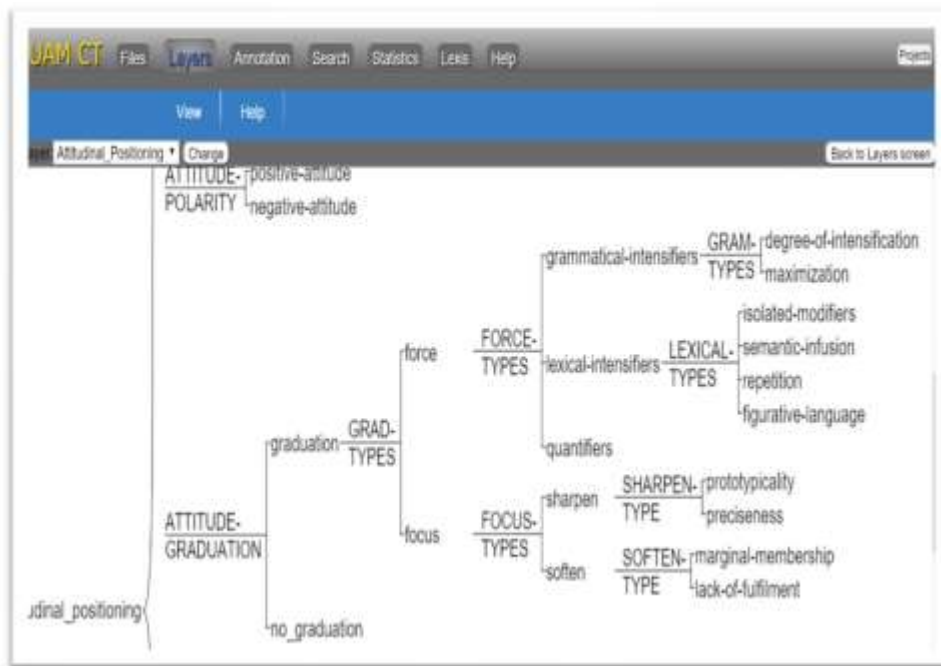 UAM CT Files Layers Annotation Search Statistics Lexis Help Projects
View Help
Attitudinal_Positioning Change Back to Layers screen
ATTITUDE-POLARITY
positive-attitude
negative-attitude
ATTITUDE-GRADUATION
graduation
GRAD-TYPES
force
FORCE-TYPES
grammatical-intensifiers
GRAM-TYPES
degree-of-intensification
maximization
lexical-intensifiers
LEXICAL-TYPES
isolated-modifiers
semantic-infusion
repetition
figurative-language
quantifiers
focus
FOCUS-TYPES
sharpen
SHARPEN-TYPE
prototypicality
preciseness
soften
SOFTEN-TYPE
marginal-membership
lack-of-fulfilment
no_graduation
udinal_positioning